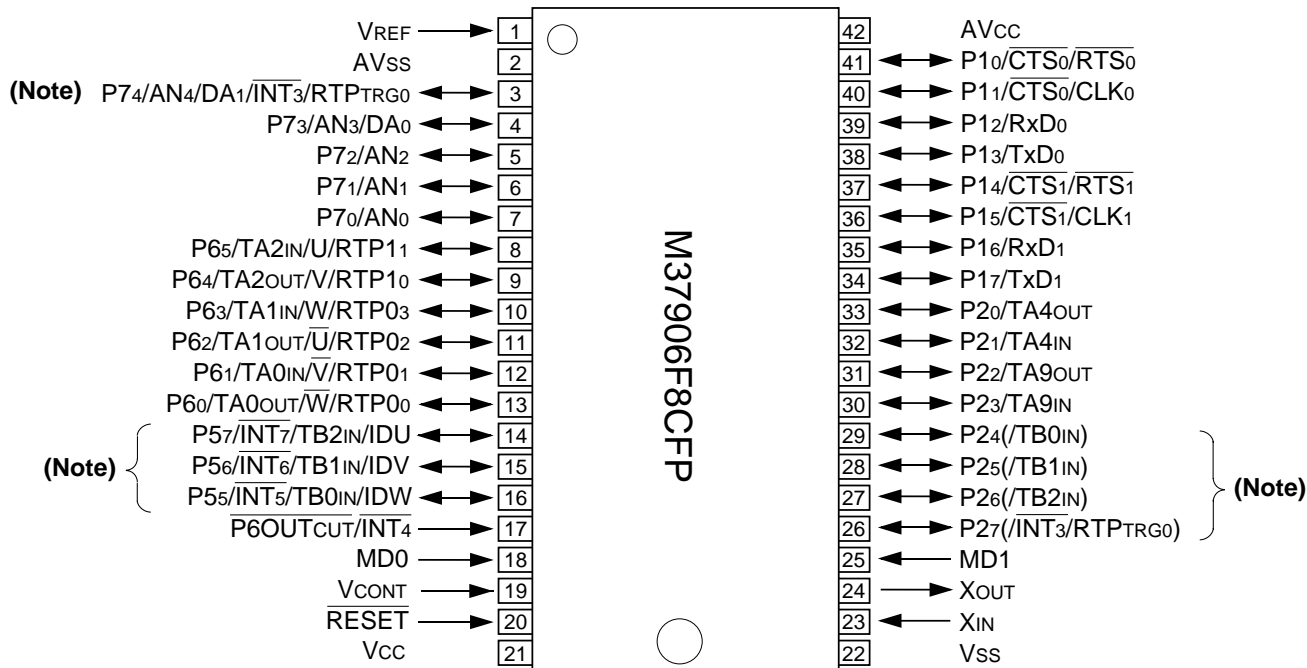 VREF 1
AVSS 2
(Note) P74/AN4/DA1/INT3/RTPTRG0 3
P73/AN3/DA0 4
P72/AN2 5
P71/AN1 6
P70/AN0 7
P65/TA2IN/U/RTP11 8
P64/TA2OUT/V/RTP10 9
P63/TA1IN/W/RTP03 10
P62/TA1OUT/U̅/RTP02 11
P61/TA0IN/V̅/RTP01 12
P60/TA0OUT/W̅/RTP00 13
P57/INT7/TB2IN/IDU 14
(Note) P56/INT6/TB1IN/IDV 15
P55/INT5/TB0IN/IDW 16
P6OUTCUT/INT4 17
MD0 18
VCONT 19
RESET 20
VCC 21
M37906F8CFP
42 AVCC
41 P10/CTS0/RTS0
40 P11/CTS0/CLK0
39 P12/RxD0
38 P13/TxD0
37 P14/CTS1/RTS1
36 P15/CTS1/CLK1
35 P16/RxD1
34 P17/TxD1
33 P20/TA4OUT
32 P21/TA4IN
31 P22/TA9OUT
30 P23/TA9IN
29 P24(/TB0IN)
28 P25(/TB1IN)
27 P26(/TB2IN) (Note)
26 P27(/INT3/RTPTRG0)
25 MD1
24 XOUT
23 XIN
22 VSS